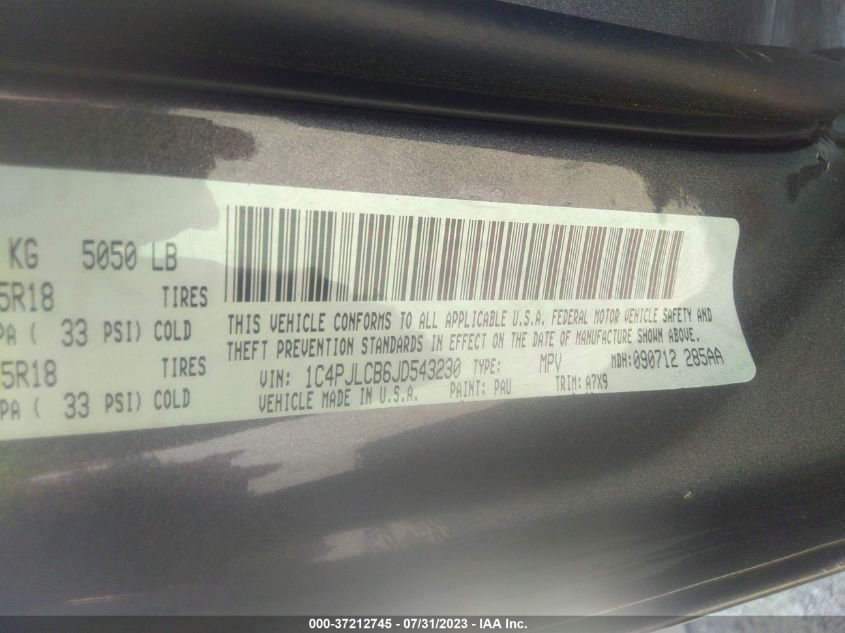 KG 5050 LB
5R18 TIRES
PA ( 33 PSI) COLD
5R18 TIRES
PA ( 33 PSI) COLD
THIS VEHICLE CONFORMS TO ALL APPLICABLE U.S.A. FEDERAL MOTOR VEHICLE SAFETY AND
THEFT PREVENTION STANDARDS IN EFFECT ON THE DATE OF MANUFACTURE SHOWN ABOVE.
VIN: 1C4PJLCB6JD543230 TYPE: MPV MDH:090712 285AA
VEHICLE MADE IN U.S.A. PAINT: PAU TRIM: A7X9
000-37212745 - 07/31/2023 - IAA Inc.